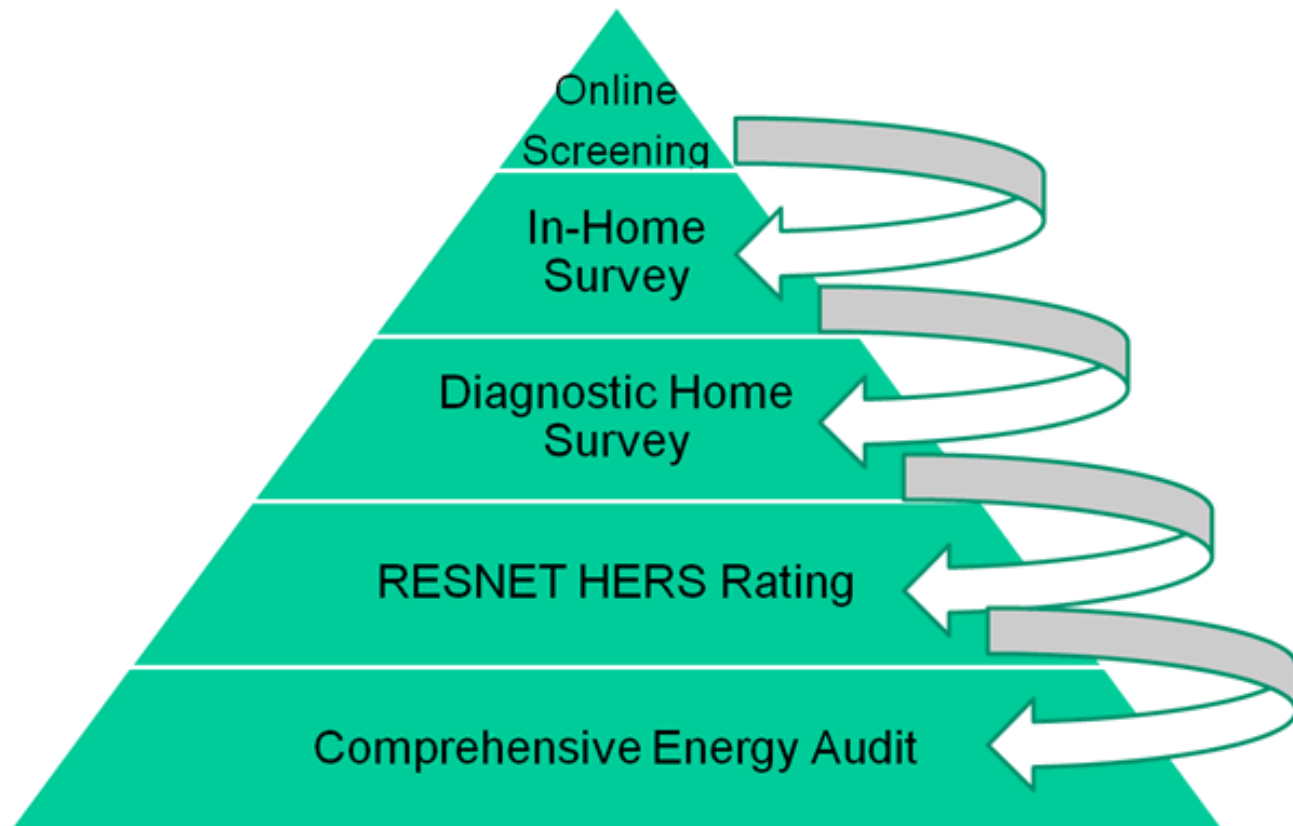 Online
Screening
In-Home
Survey
Diagnostic Home
Survey
RESNET HERS Rating
Comprehensive Energy Audit